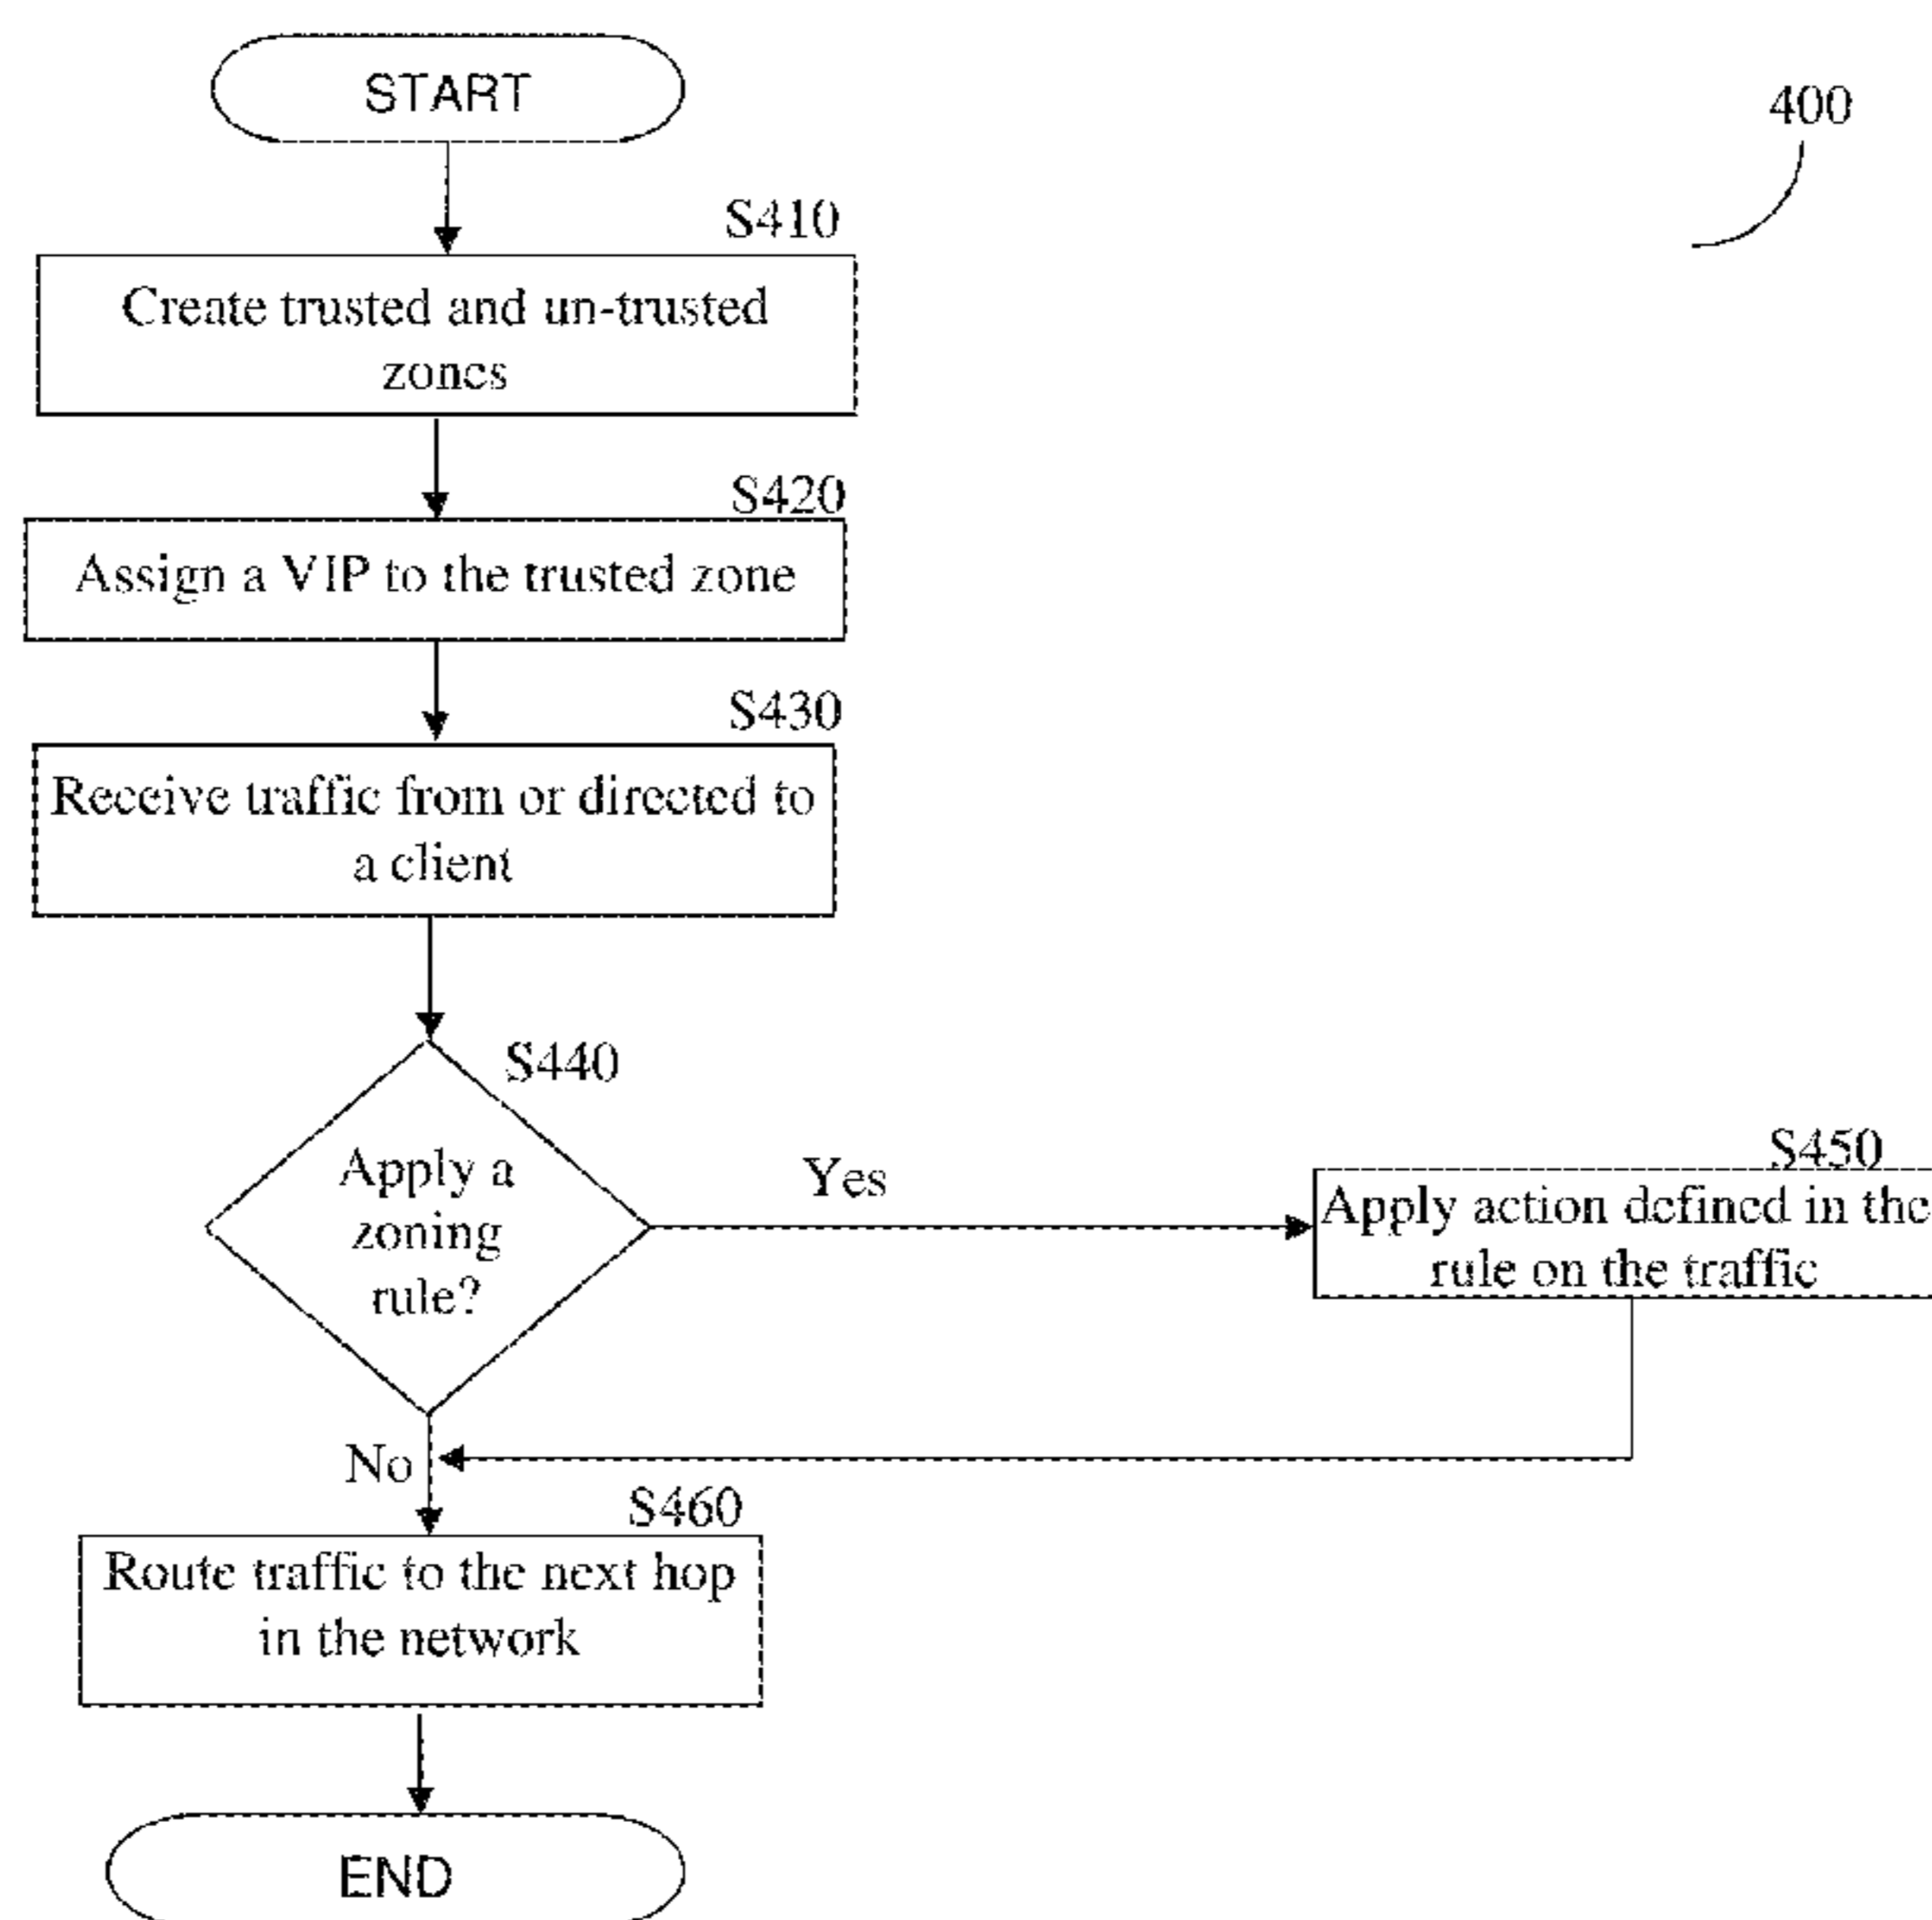 START
400
S410
Create trusted and un-trusted
zones
S420
Assign a VIP to the trusted zone
S430
Receive traffic from or directed to
a client
S440
Apply a
zoning
rule?
Yes
S450
Apply action defined in the
rule on the traffic
No
S460
Route traffic to the next hop
in the network
END